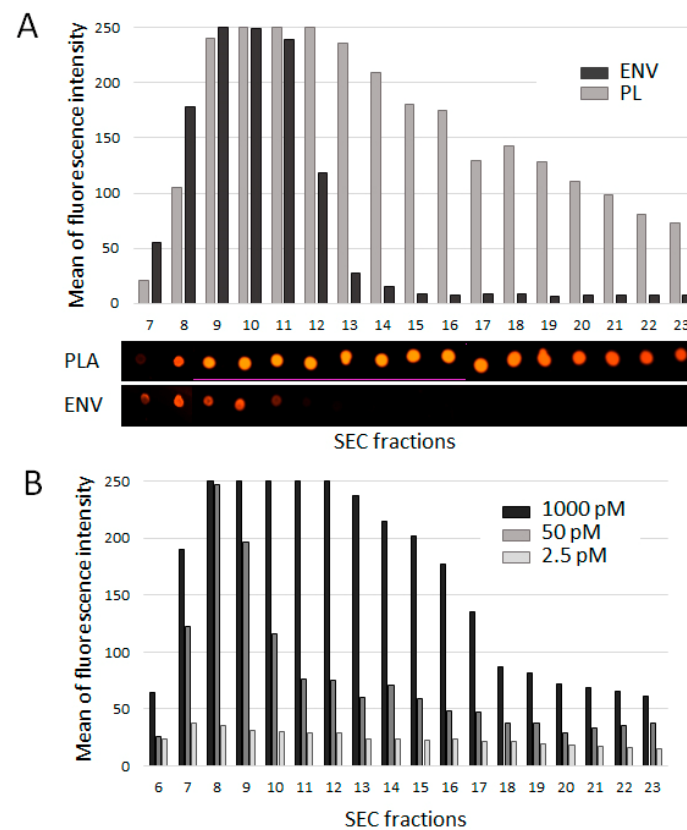 A
Mean of fluorescence intensity
250
200
150
100
50
0
ENV
PL
7 8 9 10 11 12 13 14 15 16 17 18 19 20 21 22 23
PLA
ENV
SEC fractions
B
Mean of fluorescence intensity
250
200
150
100
50
0
1000 pM
50 pM
2.5 pM
6 7 8 9 10 11 12 13 14 15 16 17 18 19 20 21 22 23
SEC fractions